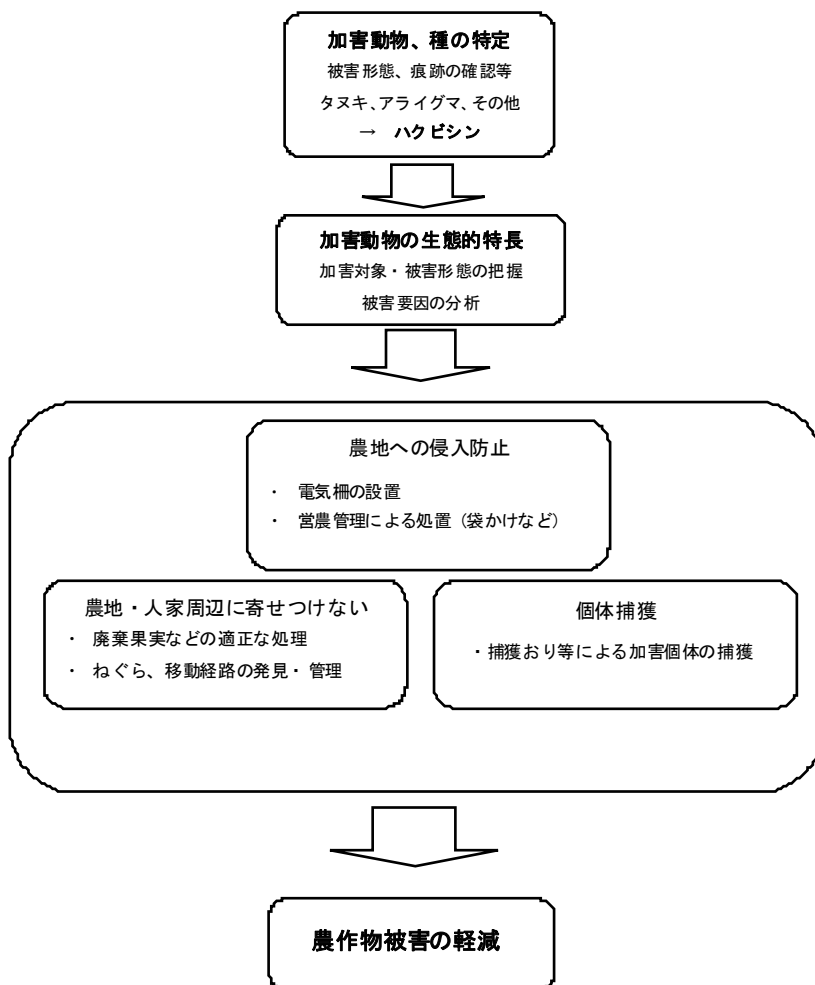 加害動物、種の特定
被害形態、痕跡の確認等
タヌキ、アライグマ、その他
→ ハクビシン
加害動物の生態的特長
加害対象・被害形態の把握
被害要因の分析
農地への侵入防止
・ 電気柵の設置
・ 営農管理による処置（袋かけなど）
農地・人家周辺に寄せつけない
・ 廃棄果実などの適正な処理
・ ねぐら、移動経路の発見・管理
個体捕獲
・捕獲おり等による加害個体の捕獲
農作物被害の軽減